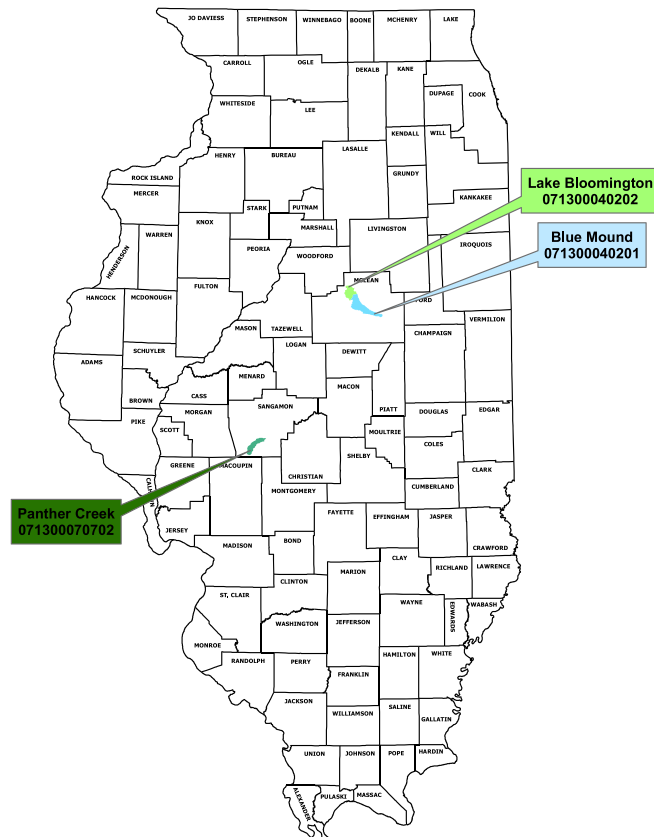 JO DAVIESS
STEPHENSON
WINNEBAGO
BOONE
MCHENRY
LAKE
CARROLL
OGLE
DEKALB
KANE
DUPAGE
COOK
WHITESIDE
LEE
KENDALL
WILL
LASALLE
HENRY
BUREAU
GRUNDY
ROCK ISLAND
MERCER
Lake Bloomington
071300040202
KANKAKEE
STARK
PUTNAM
KNOX
MARSHALL
LIVINGSTON
WARREN
HENDERSON
PEORIA
WOODFORD
IROQUOIS
Blue Mound
071300040201
MCLEAN
FULTON
HANCOCK
MCDONOUGH
FORD
MASON
TAZEWELL
VERMILION
CHAMPAIGN
LOGAN
SCHUYLER
DEWITT
ADAMS
MENARD
MACON
BROWN
CASS
SANGAMON
PIATT
DOUGLAS
EDGAR
MORGAN
PIKE
SCOTT
MOULTRIE
COLES
SHELBY
GREENE
MACOUPIN
CHRISTIAN
CLARK
CALHOUN
MONTGOMERY
CUMBERLAND
Panther Creek
071300070702
FAYETTE
EFFINGHAM
JASPER
JERSEY
CRAWFORD
MADISON
BOND
CLAY
RICHLAND
LAWRENCE
MARION
CLINTON
ST. CLAIR
WAYNE
EDWARDS
WABASH
WASHINGTON
JEFFERSON
MONROE
RANDOLPH
PERRY
HAMILTON
WHITE
FRANKLIN
JACKSON
WILLIAMSON
SALINE
GALLATIN
UNION
JOHNSON
POPE
HARDIN
ALEXANDER
PULASKI
MASSAC